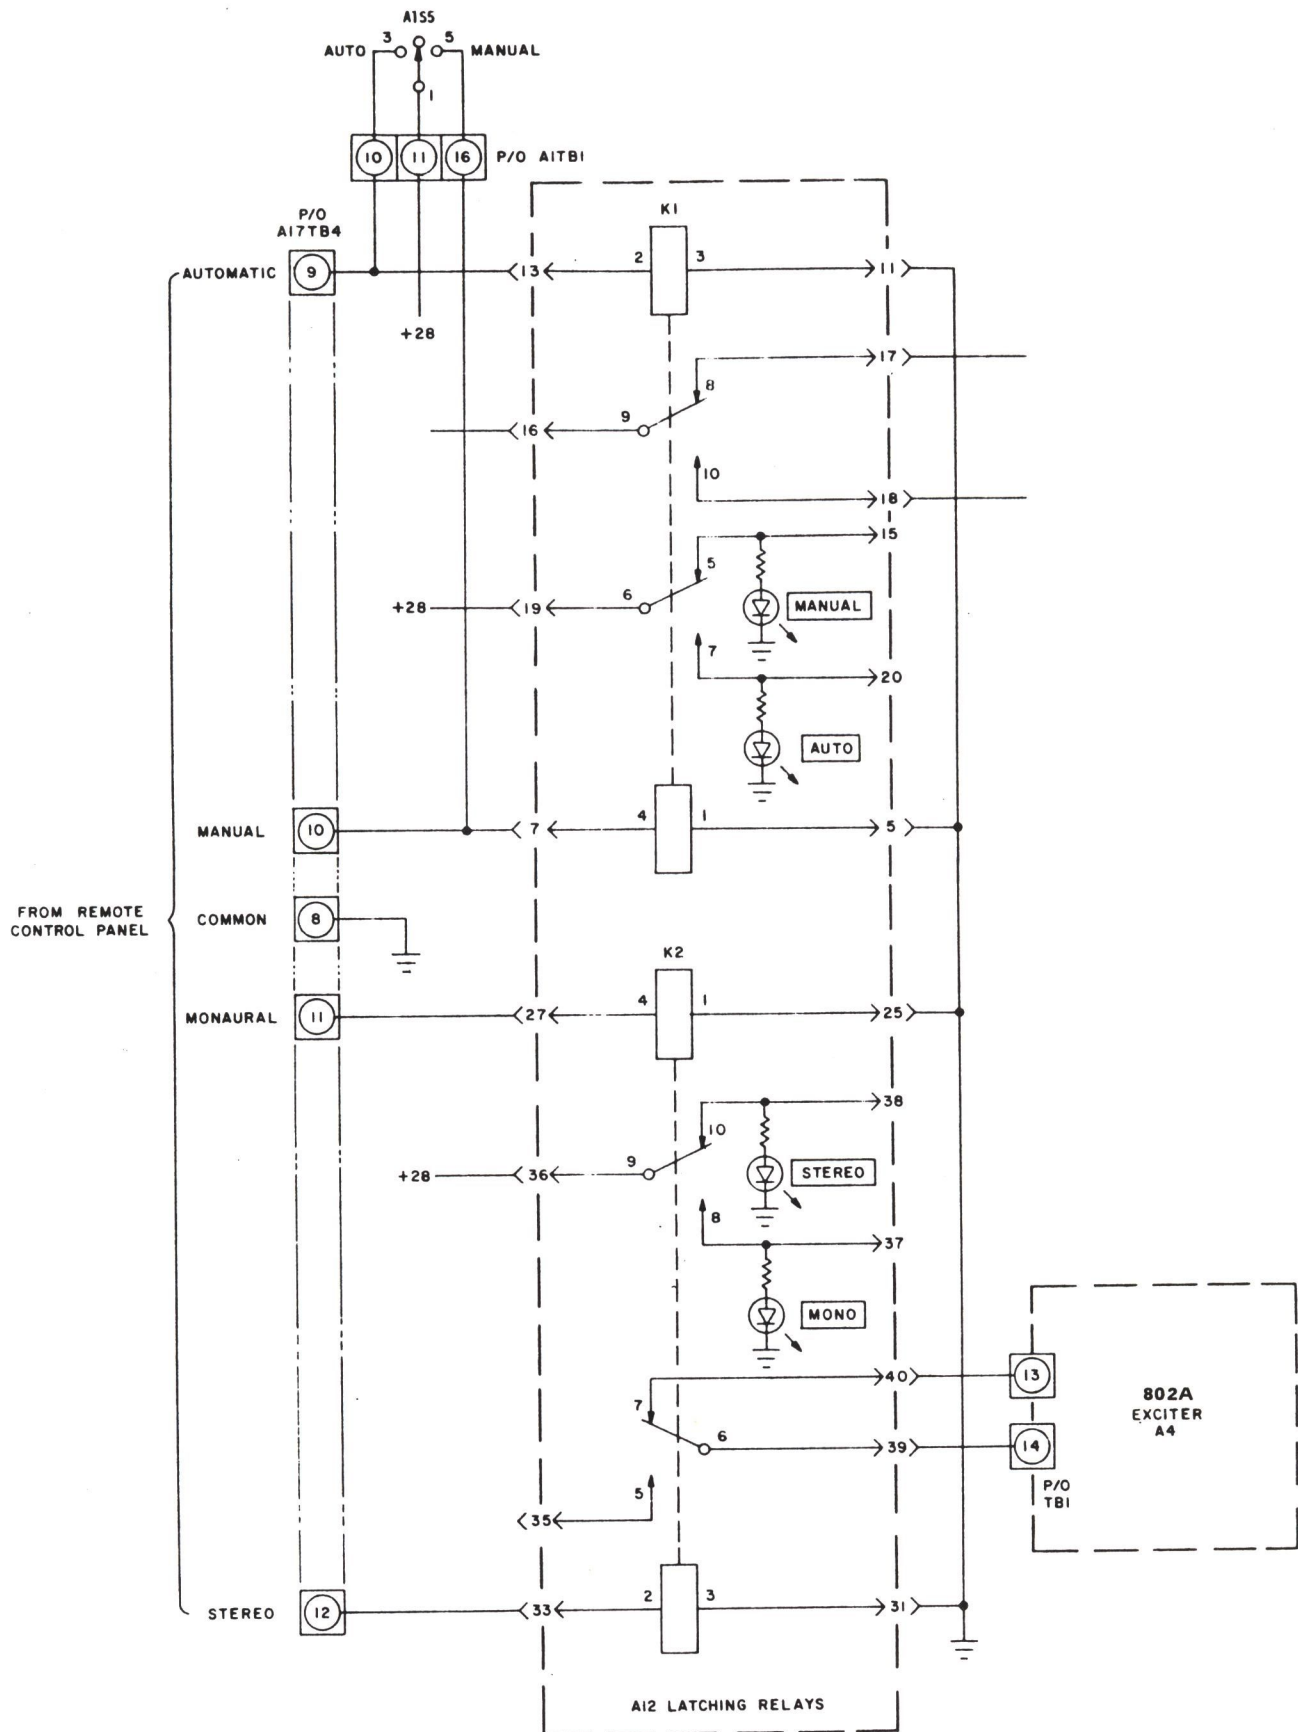 A1S5
AUTO 3 5 MANUAL
1
10 11 16 P/O A1TB1
P/O
A17TB4
K1
AUTOMATIC 9 13 2 3 11
+28
17
8
9
16
10
18
15
5
6
+28 19 MANUAL
7
20
AUTO
MANUAL 10 7 4 1 5
FROM REMOTE
CONTROL PANEL
COMMON 8
K2
MONAURAL 11 27 4 1 25
38
10
9
+28 36 STEREO
8
37
MONO
40 13
7
6
39 14
802A
EXCITER
A4
P/O
TB1
5
35
STEREO 12 33 2 3 31
A12 LATCHING RELAYS